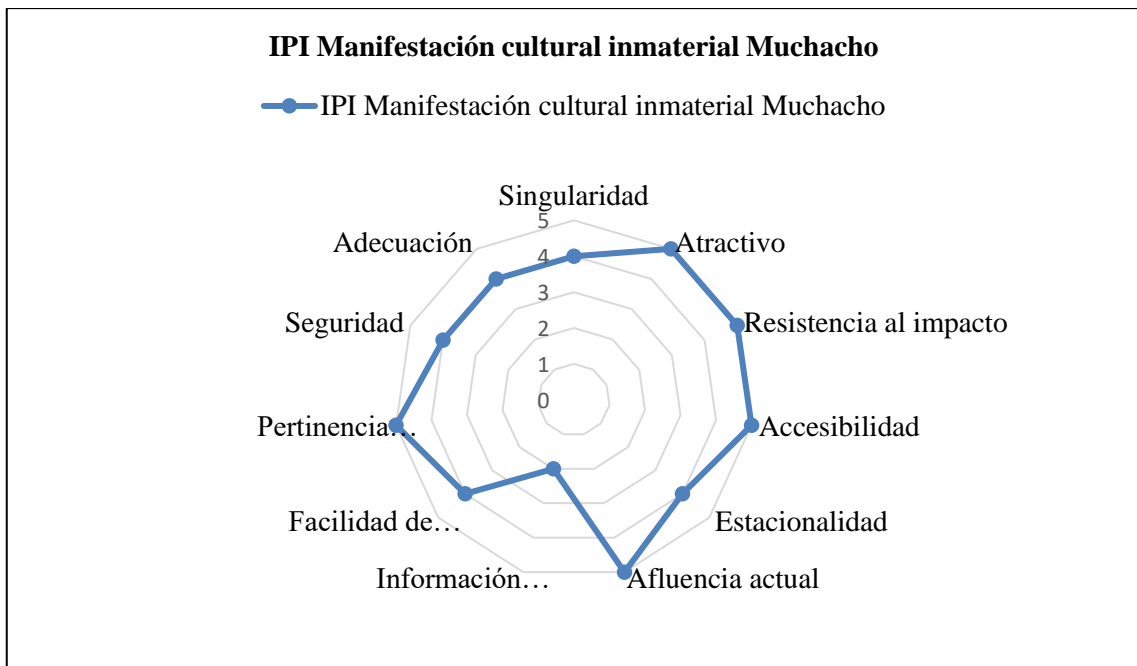 IPI Manifestación cultural inmaterial Muchacho
IPI Manifestación cultural inmaterial Muchacho
Singularidad
Atractivo
Resistencia al impacto
Accesibilidad
Estacionalidad
Afluencia actual
Información…
Facilidad de…
Pertinencia…
Seguridad
Adecuación
5
4
3
2
1
0